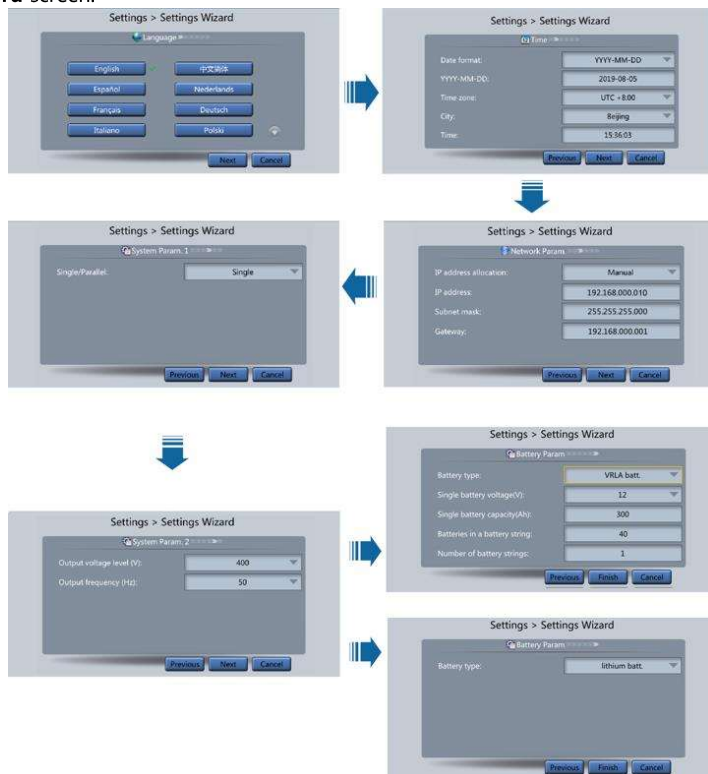 rd screen.
Settings > Settings Wizard
Language
English 中文简体
Español Nederlands
Français Deutsch
Italiano Polski
Next Cancel
Settings > Settings Wizard
Time
Date format: YYYY-MM-DD
YYYY-MM-DD: 2019-08-05
Time zone: UTC +8:00
City: Beijing
Time: 15:36:03
Previous Next Cancel
Settings > Settings Wizard
Network Param.
IP address allocation: Manual
IP address: 192.168.000.010
Subnet mask: 255.255.255.000
Gateway: 192.168.000.001
Previous Next Cancel
Settings > Settings Wizard
System Param. 1
Single/Parallel: Single
Previous Next Cancel
Settings > Settings Wizard
System Param. 2
Output voltage level (V): 400
Output frequency (Hz): 50
Previous Next Cancel
Settings > Settings Wizard
Battery Param
Battery type: VRLA batt.
Single battery voltage(V): 12
Single battery capacity(Ah): 300
Batteries in a battery string: 40
Number of battery strings: 1
Previous Finish Cancel
Settings > Settings Wizard
Battery Param
Battery type: lithium batt.
Previous Finish Cancel